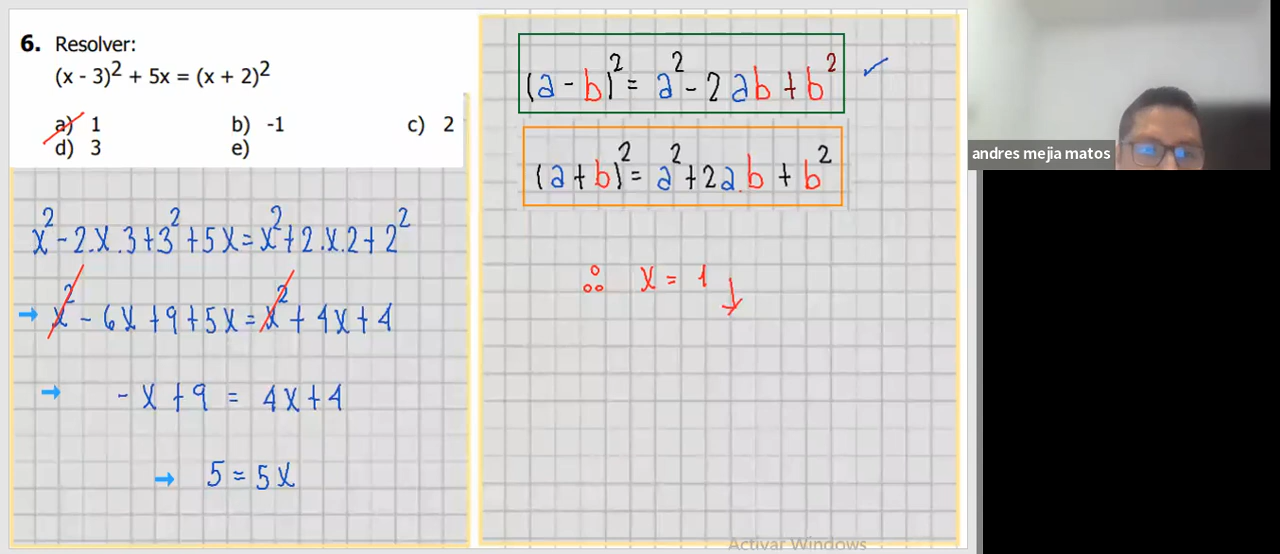 6. Resolver:
(x - 3)² + 5x = (x + 2)²
a) 1 b) -1 c) 2
d) 3 e)
x² - 2.x.3 + 3² + 5x = x² + 2.x.2 + 2²
→ x² - 6x + 9 + 5x = x² + 4x + 4
→ - x + 9 = 4x + 4
→ 5 = 5x
(a - b)² = a² - 2ab + b² ✓
(a + b)² = a² + 2a.b + b²
∴ x = 1 ↓
andres mejia matos
Activar Windows